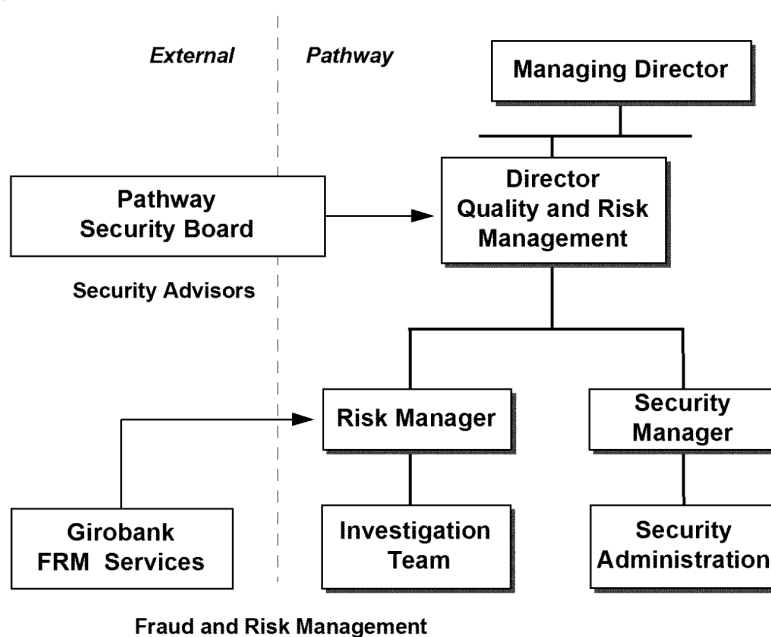 External
Pathway
Managing Director
Pathway
Security Board
Director
Quality and Risk
Management
Security Advisors
Risk Manager
Security
Manager
Girobank
FRM Services
Investigation
Team
Security
Administration
Fraud and Risk Management